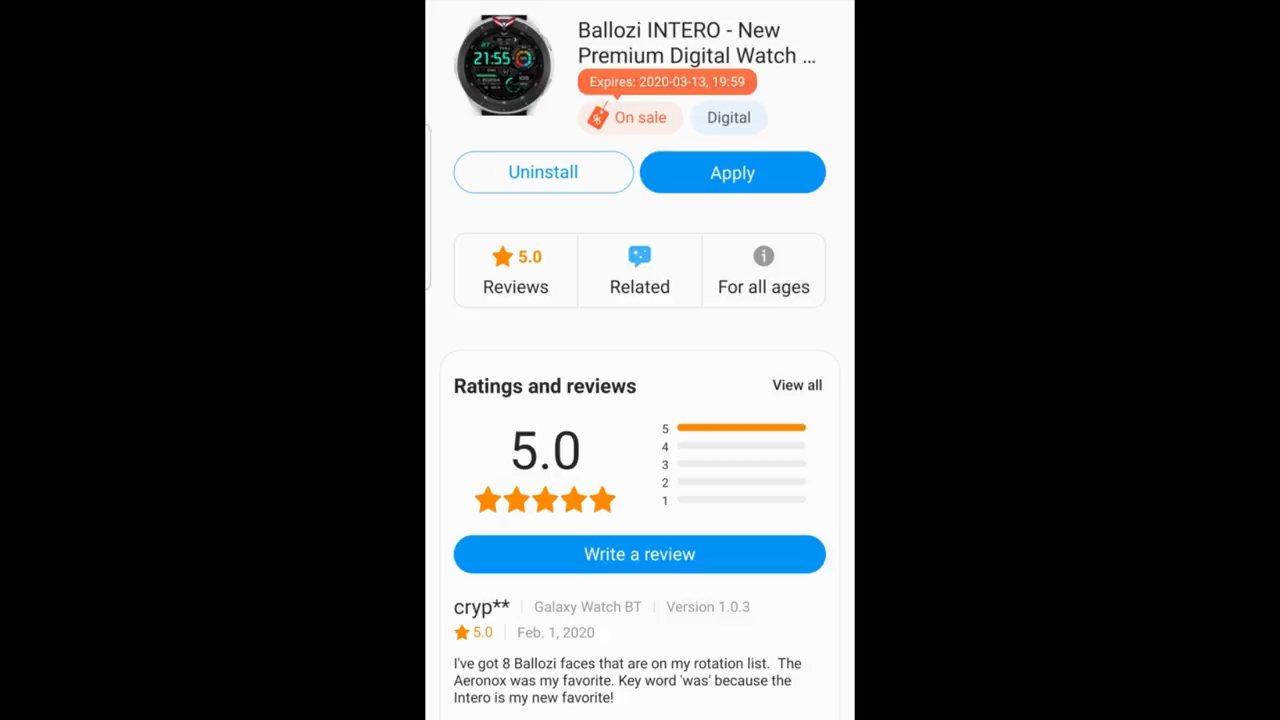 Ballozi INTERO - New
Premium Digital Watch ...
Expires: 2020-03-13, 19:59
On sale
Digital
21:55
Uninstall
Apply
5.0
Reviews
Related
For all ages
Ratings and reviews
View all
5.0
5
4
3
2
1
Write a review
cryp** Galaxy Watch BT Version 1.0.3
5.0 Feb. 1, 2020
I've got 8 Ballozi faces that are on my rotation list. The
Aeronox was my favorite. Key word 'was' because the
Intero is my new favorite!